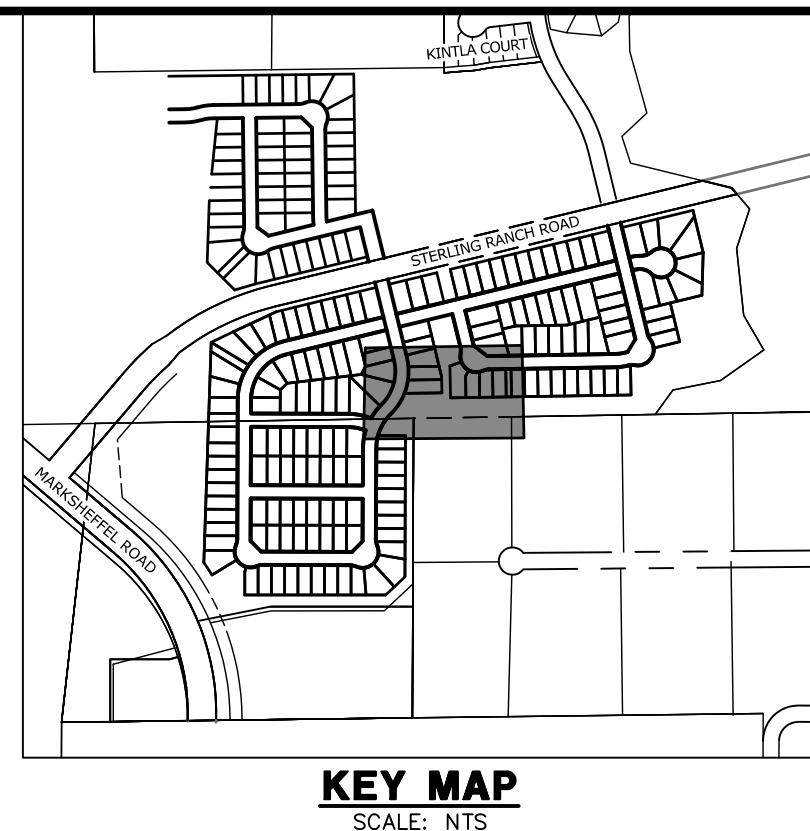 KINTLA COURT
STERLING RANCH ROAD
MARKSHEFFEL ROAD
KEY MAP
SCALE: NTS